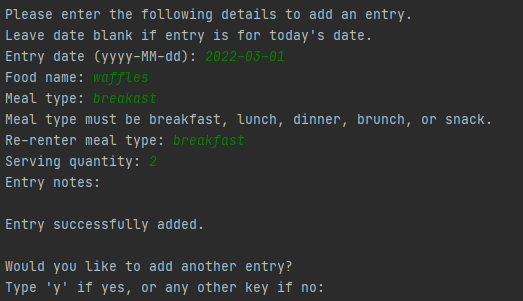 Please enter the following details to add an entry.
Leave date blank if entry is for today's date.
Entry date (yyyy-MM-dd): 2022-03-01
Food name: waffles
Meal type: breakast
Meal type must be breakfast, lunch, dinner, brunch, or snack.
Re-renter meal type: breakfast
Serving quantity: 2
Entry notes:
Entry successfully added.
Would you like to add another entry?
Type 'y' if yes, or any other key if no: